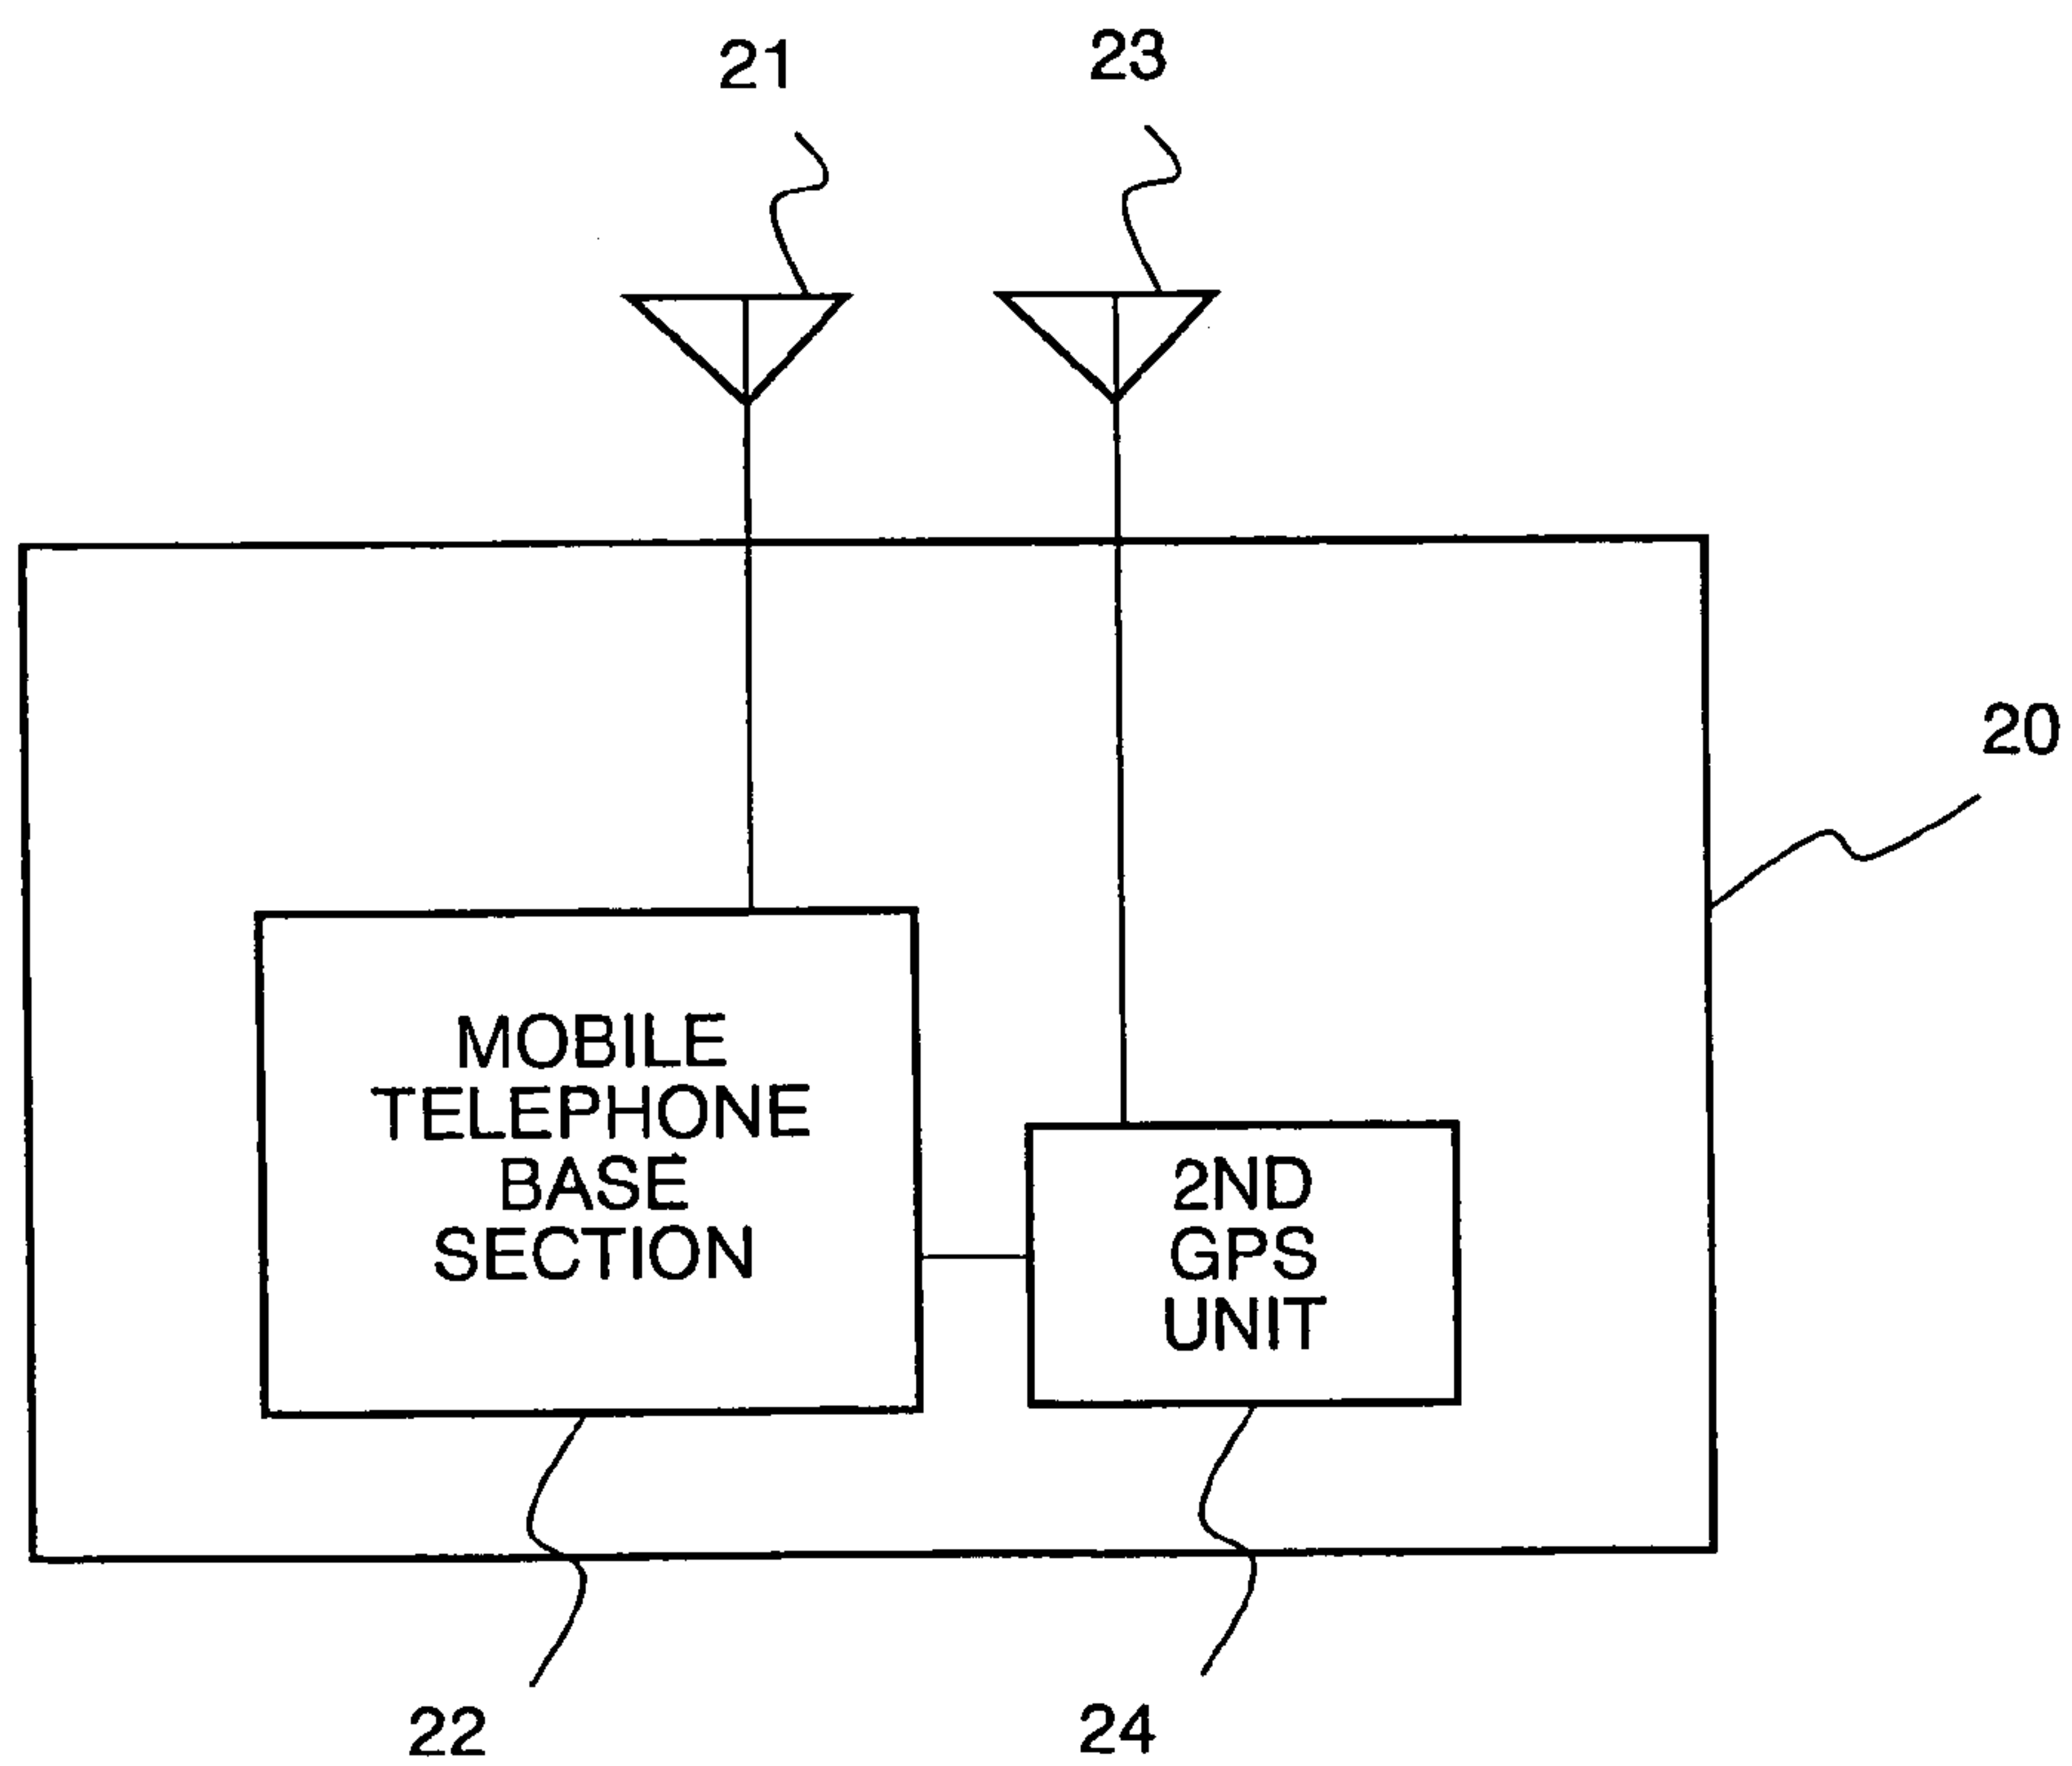 21
23
20
MOBILE
TELEPHONE
BASE
SECTION
2ND
GPS
UNIT
22
24